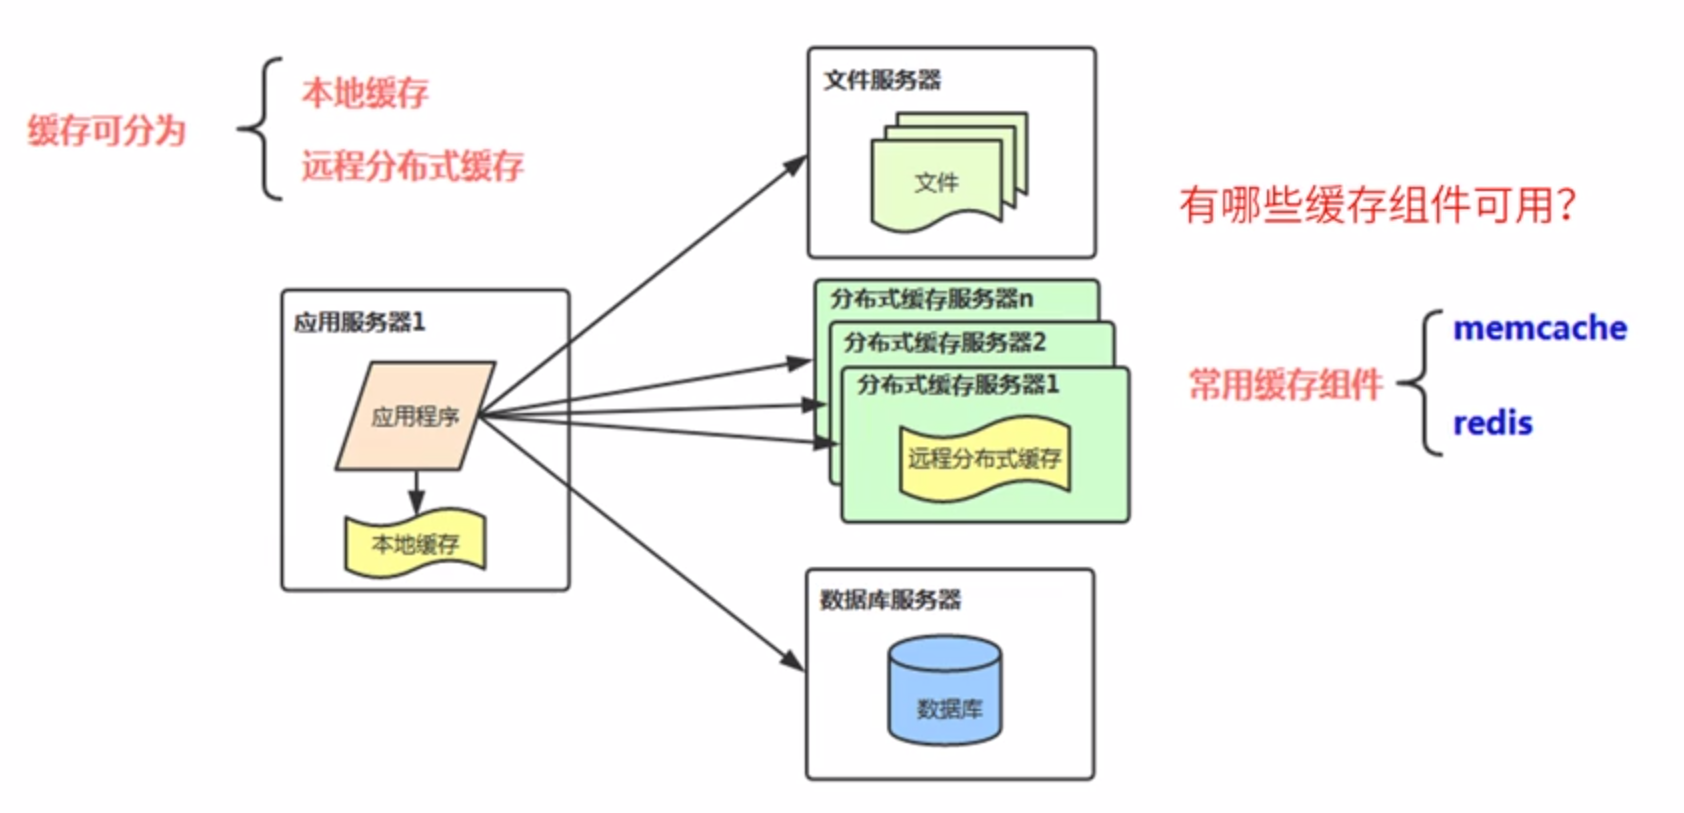 缓存可分为
本地缓存
远程分布式缓存
文件服务器
文件
有哪些缓存组件可用?
应用服务器1
应用程序
本地缓存
分布式缓存服务器n
分布式缓存服务器2
分布式缓存服务器1
远程分布式缓存
常用缓存组件
memcache
redis
数据库服务器
数据库